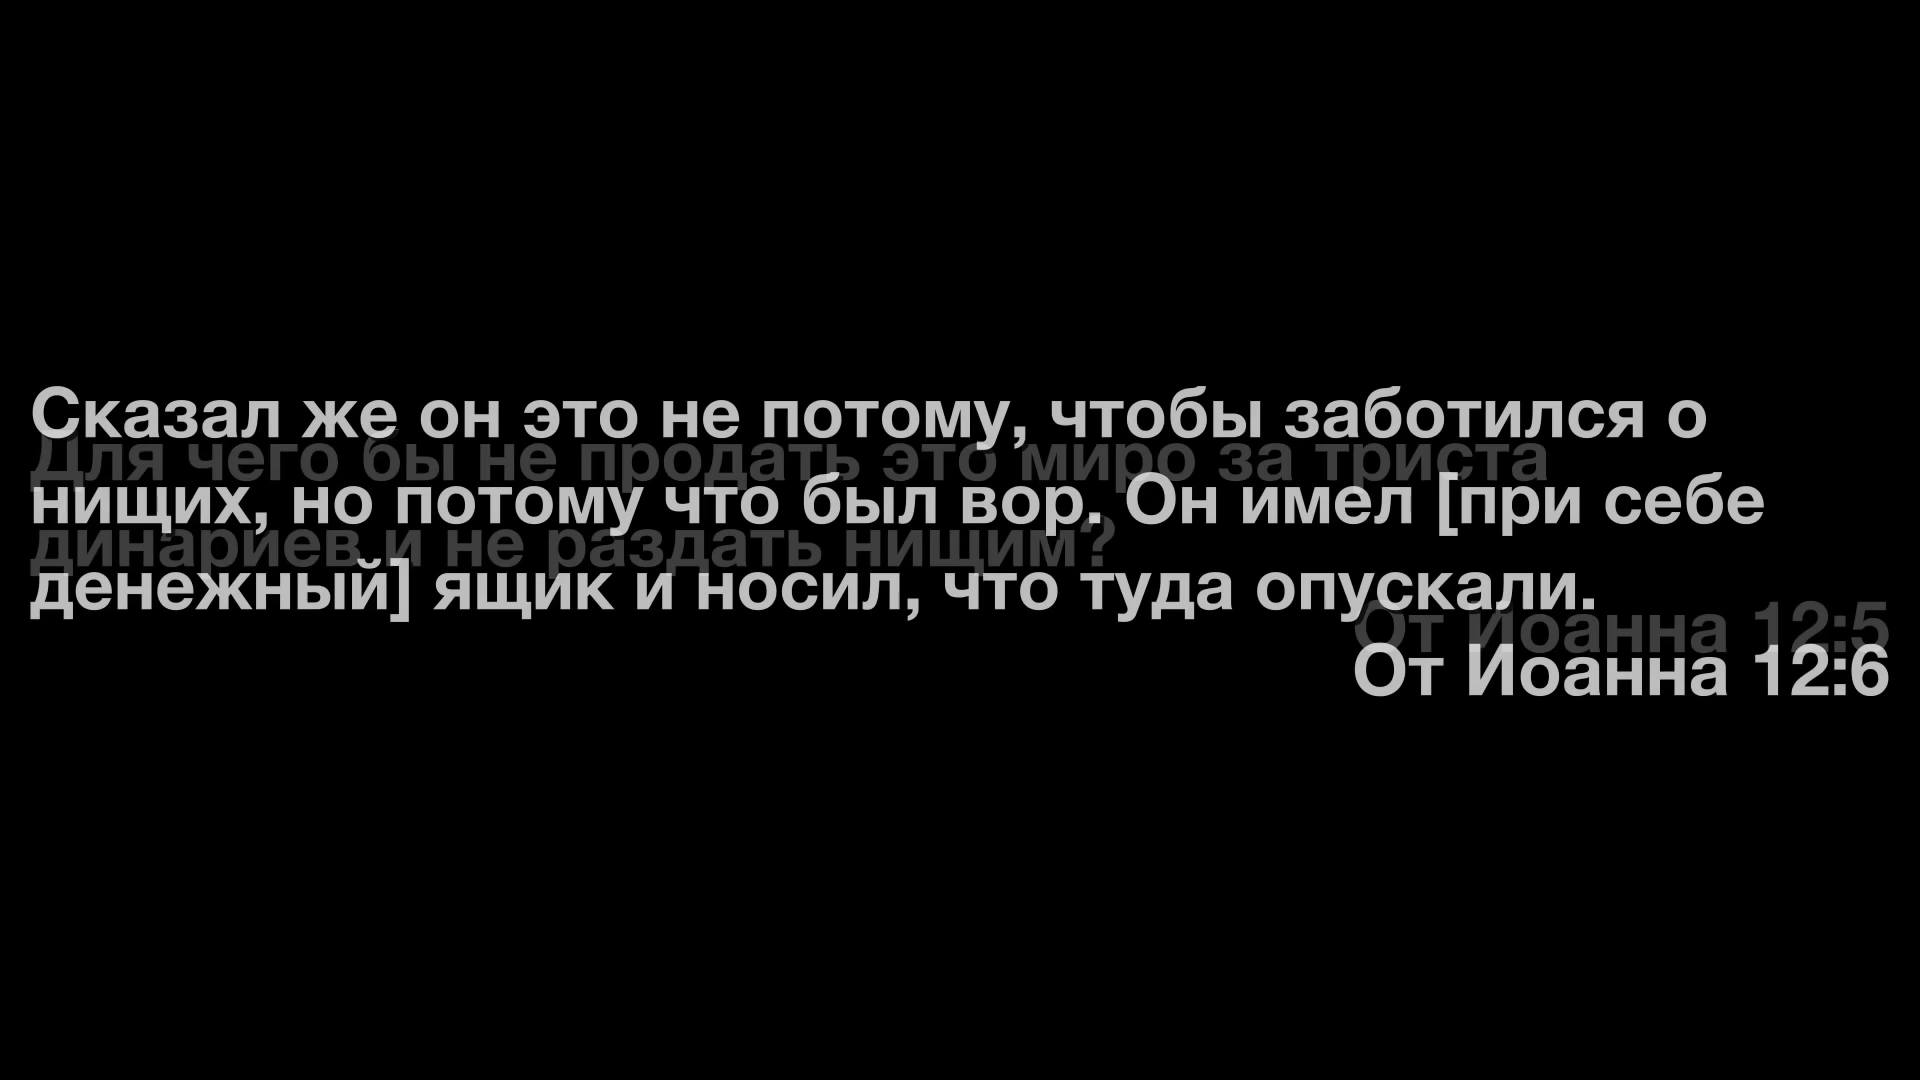 Сказал же он это не потому, чтобы заботился о
нищих, но потому что был вор. Он имел [при себе
денежный] ящик и носил, что туда опускали.
От Иоанна 12:6
Для чего бы не продать это миро за триста
динариев и не раздать нищим?
От Иоанна 12:5